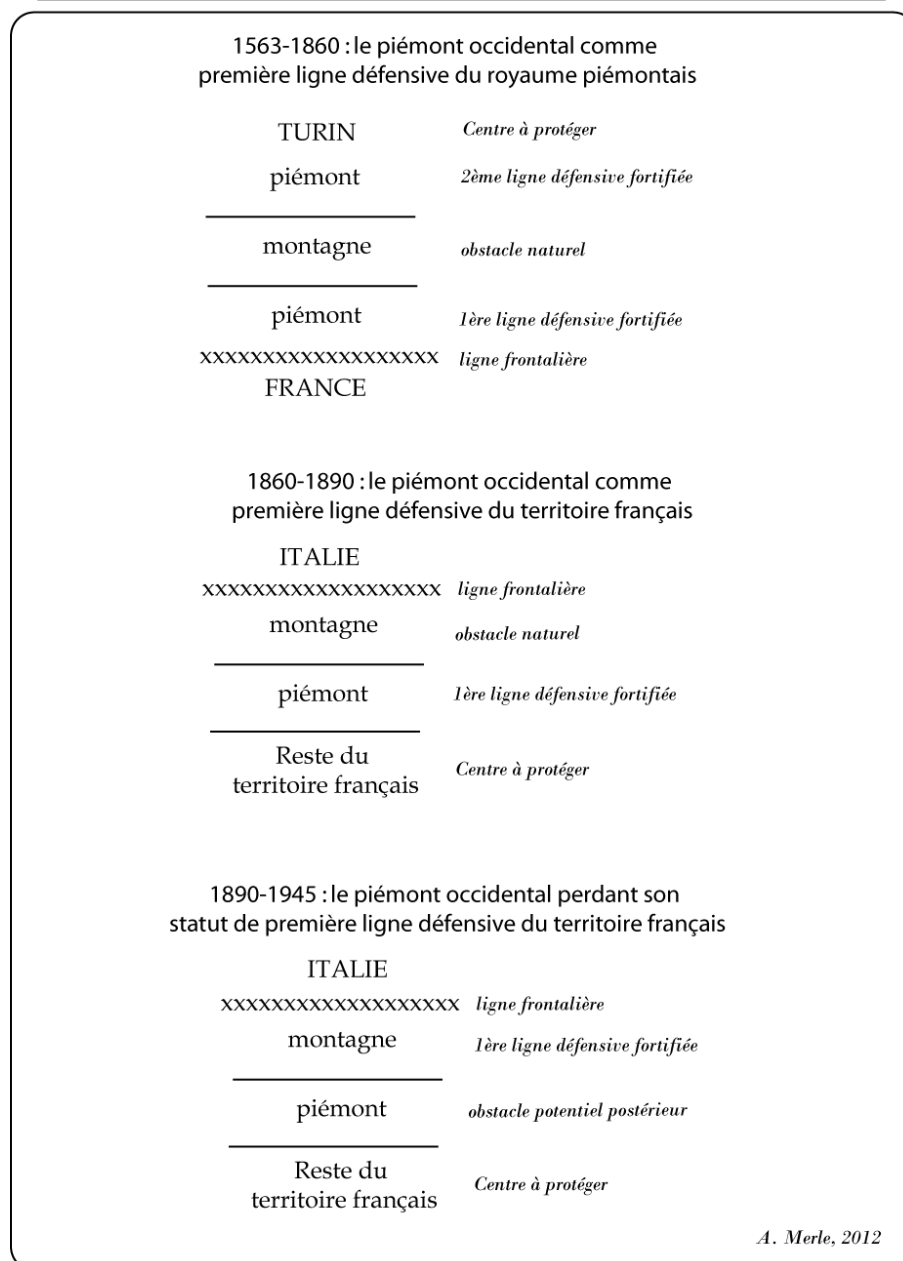 1563-1860 : le piémont occidental comme
première ligne défensive du royaume piémontais
TURIN Centre à protéger
piémont 2ème ligne défensive fortifiée
montagne obstacle naturel
piémont 1ère ligne défensive fortifiée
xxxxxxxxxxxxxxxxxxx ligne frontalière
FRANCE
1860-1890 : le piémont occidental comme
première ligne défensive du territoire français
ITALIE
xxxxxxxxxxxxxxxxxxx ligne frontalière
montagne obstacle naturel
piémont 1ère ligne défensive fortifiée
Reste du
territoire français Centre à protéger
1890-1945 : le piémont occidental perdant son
statut de première ligne défensive du territoire français
ITALIE
xxxxxxxxxxxxxxxxxxx ligne frontalière
montagne 1ère ligne défensive fortifiée
piémont obstacle potentiel postérieur
Reste du
territoire français Centre à protéger
A. Merle, 2012